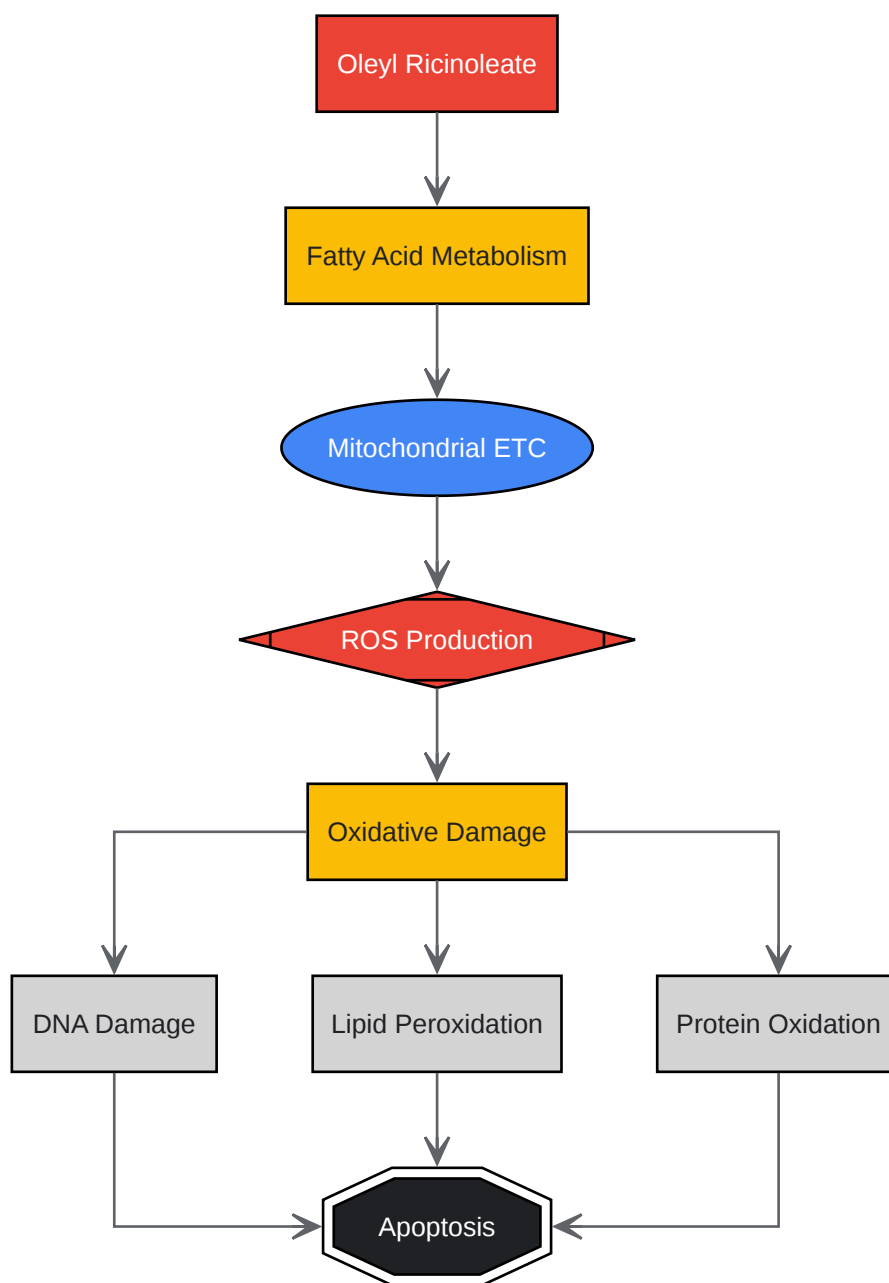 Oleyl Ricinoleate
Fatty Acid Metabolism
Mitochondrial ETC
ROS Production
Oxidative Damage
DNA Damage
Lipid Peroxidation
Protein Oxidation
Apoptosis